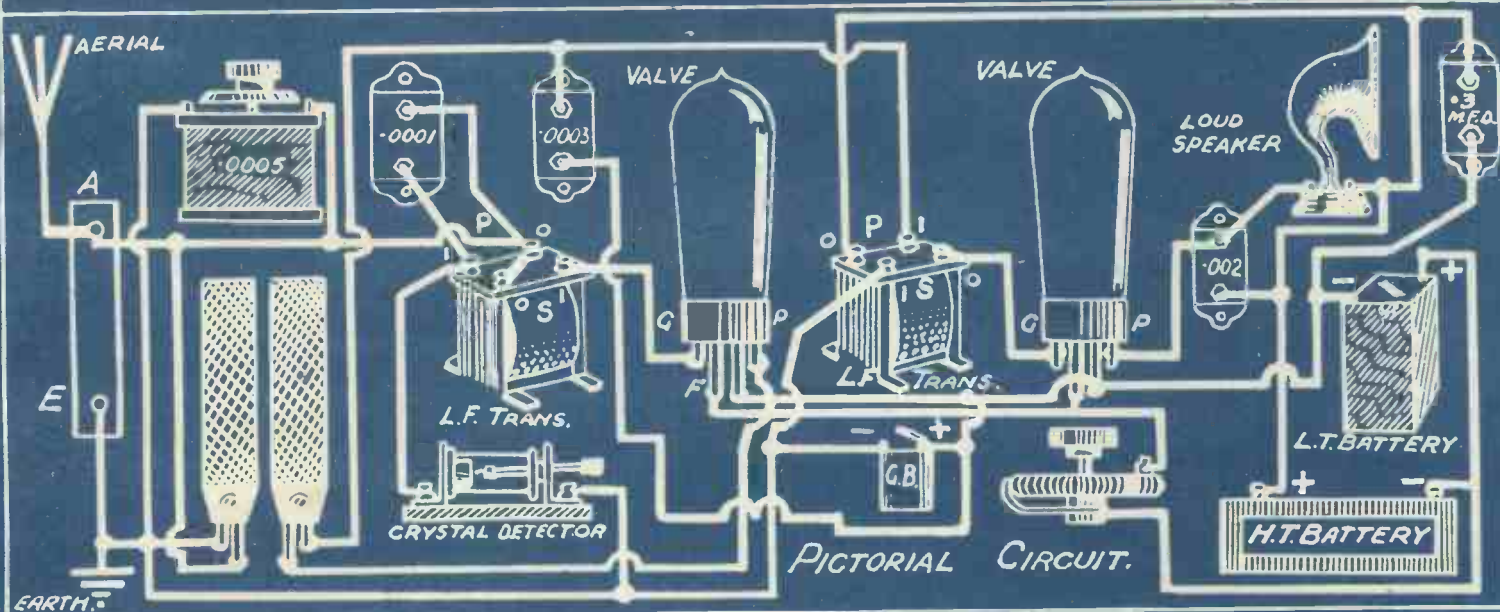 AERIAL
A
E
EARTH.
.0005
.0001
.0003
VALVE
P
I
O
S I
L.F. TRANS.
CRYSTAL DETECTOR
G
P
F
O
P
I
I S
O
L.F. TRANS.
VALVE
G
P
LOUD
SPEAKER
.002
.3
M.F.D.
-
+
L.T. BATTERY
-
+
G.B.
+
-
H.T. BATTERY
PICTORIAL CIRCUIT.